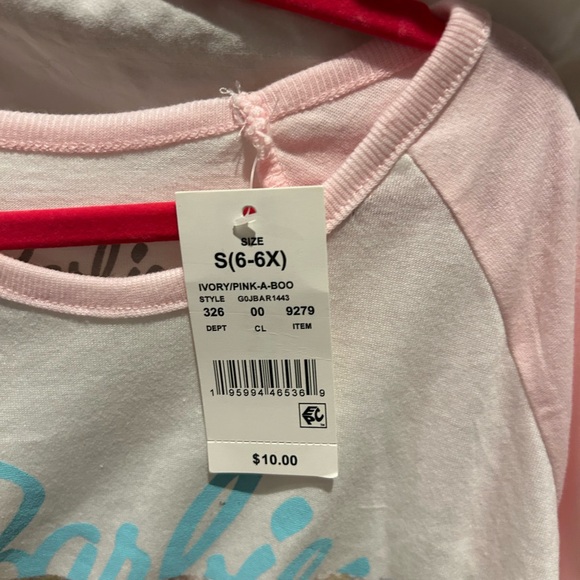 SIZE
S(6-6X)
IVORY/PINK-A-BOO
STYLE G0JBAR1443
326 00 9279
DEPT CL ITEM
1 95994 46536 9
EPC
$10.00
Barbie